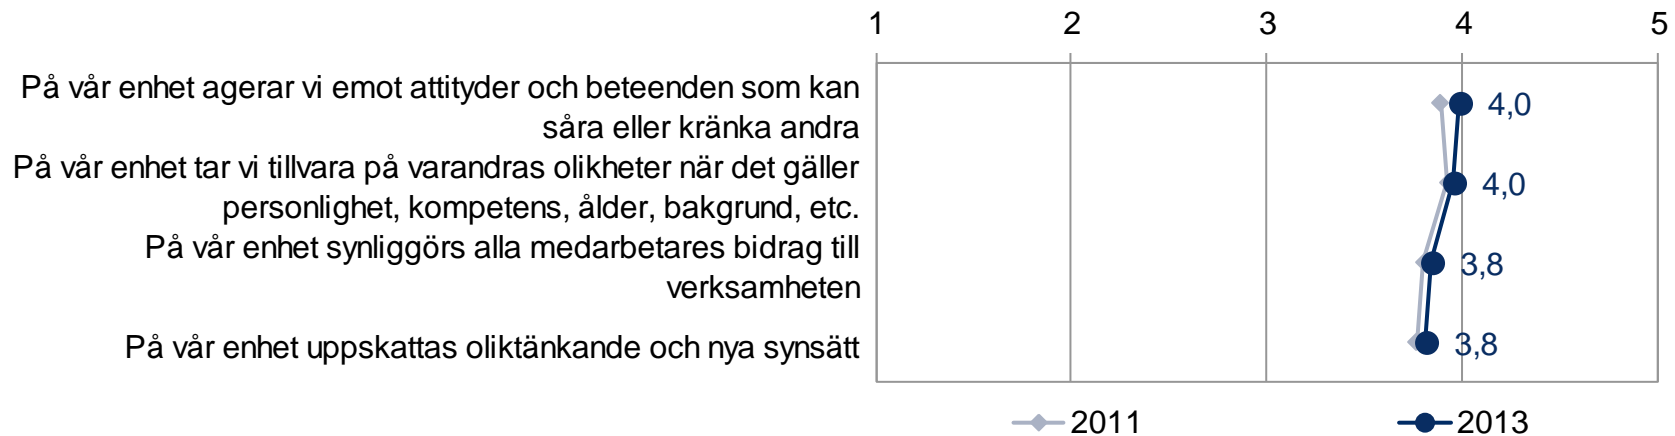 1 2 3 4 5
På vår enhet agerar vi emot attityder och beteenden som kan
såra eller kränka andra
4,0
På vår enhet tar vi tillvara på varandras olikheter när det gäller
personlighet, kompetens, ålder, bakgrund, etc.
4,0
På vår enhet synliggörs alla medarbetares bidrag till
verksamheten
3,8
På vår enhet uppskattas oliktänkande och nya synsätt
3,8
2011 2013